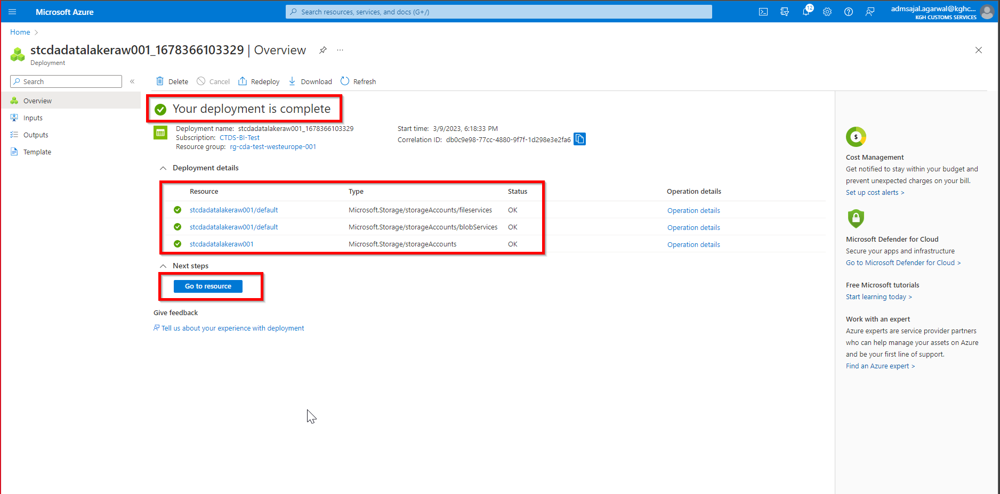 Microsoft Azure
Search resources, services, and docs (G+/)
12
admsajal.agarwal@kghc...
KGH CUSTOMS SERVICES
Home >
stcdadatalakeraw001_1678366103329 | Overview
Deployment
Search
Delete
Cancel
Redeploy
Download
Refresh
Overview
Inputs
Outputs
Template
Your deployment is complete
Deployment name: stcdadatalakeraw001_1678366103329
Subscription: CTDS-BI-Test
Resource group: rg-cda-test-westeurope-001
Start time: 3/9/2023, 6:18:33 PM
Correlation ID: db0c9e98-77cc-4880-9f7f-1d298e3e2fa6
Deployment details
Resource Type Status Operation details
stcdadatalakeraw001/default Microsoft.Storage/storageAccounts/fileservices OK Operation details
stcdadatalakeraw001/default Microsoft.Storage/storageAccounts/blobServices OK Operation details
stcdadatalakeraw001 Microsoft.Storage/storageAccounts OK Operation details
Next steps
Go to resource
Give feedback
Tell us about your experience with deployment
$
Cost Management
Get notified to stay within your budget and
prevent unexpected charges on your bill.
Set up cost alerts >
Microsoft Defender for Cloud
Secure your apps and infrastructure
Go to Microsoft Defender for Cloud >
Free Microsoft tutorials
Start learning today >
Work with an expert
Azure experts are service provider partners
who can help manage your assets on Azure
and be your first line of support.
Find an Azure expert >